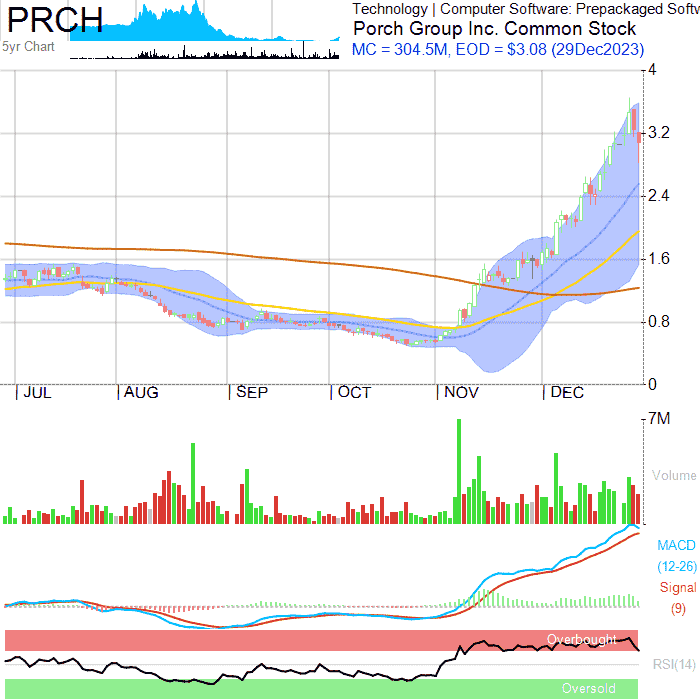 PRCH
5yr Chart
Technology | Computer Software: Prepackaged Softw
Porch Group Inc. Common Stock
MC = 304.5M, EOD = $3.08 (29Dec2023)
4
3.2
2.4
1.6
0.8
0
JUL AUG SEP OCT NOV DEC
7M
Volume
MACD
(12-26)
Signal
(9)
Overbought
RSI(14)
Oversold